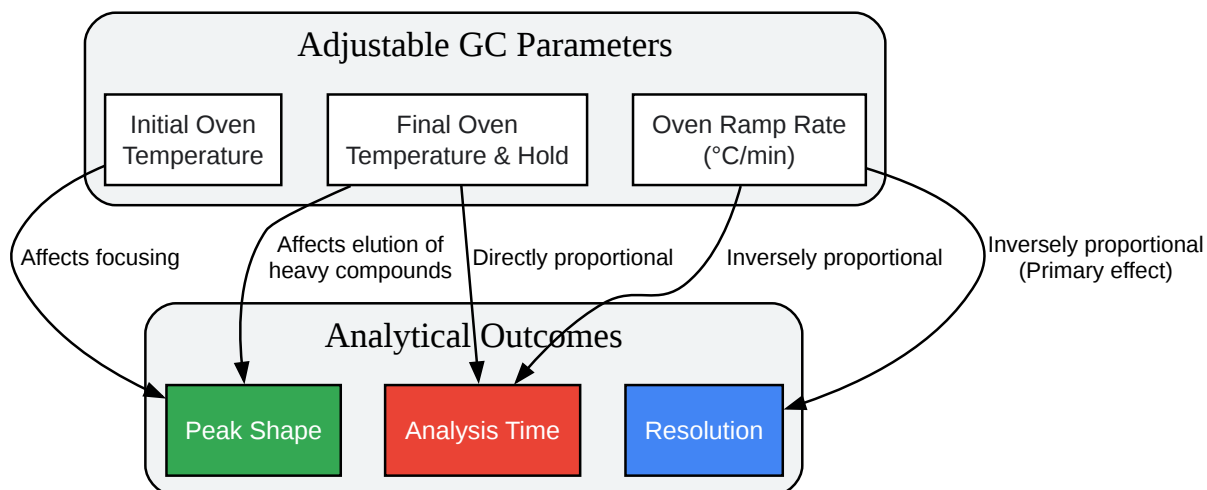 Adjustable GC Parameters
Initial Oven
Temperature
Final Oven
Temperature & Hold
Oven Ramp Rate
(°C/min)
Affects focusing
Affects elution of
heavy compounds
Directly proportional
Inversely proportional
Inversely proportional
(Primary effect)
Analytical Outcomes
Peak Shape
Analysis Time
Resolution